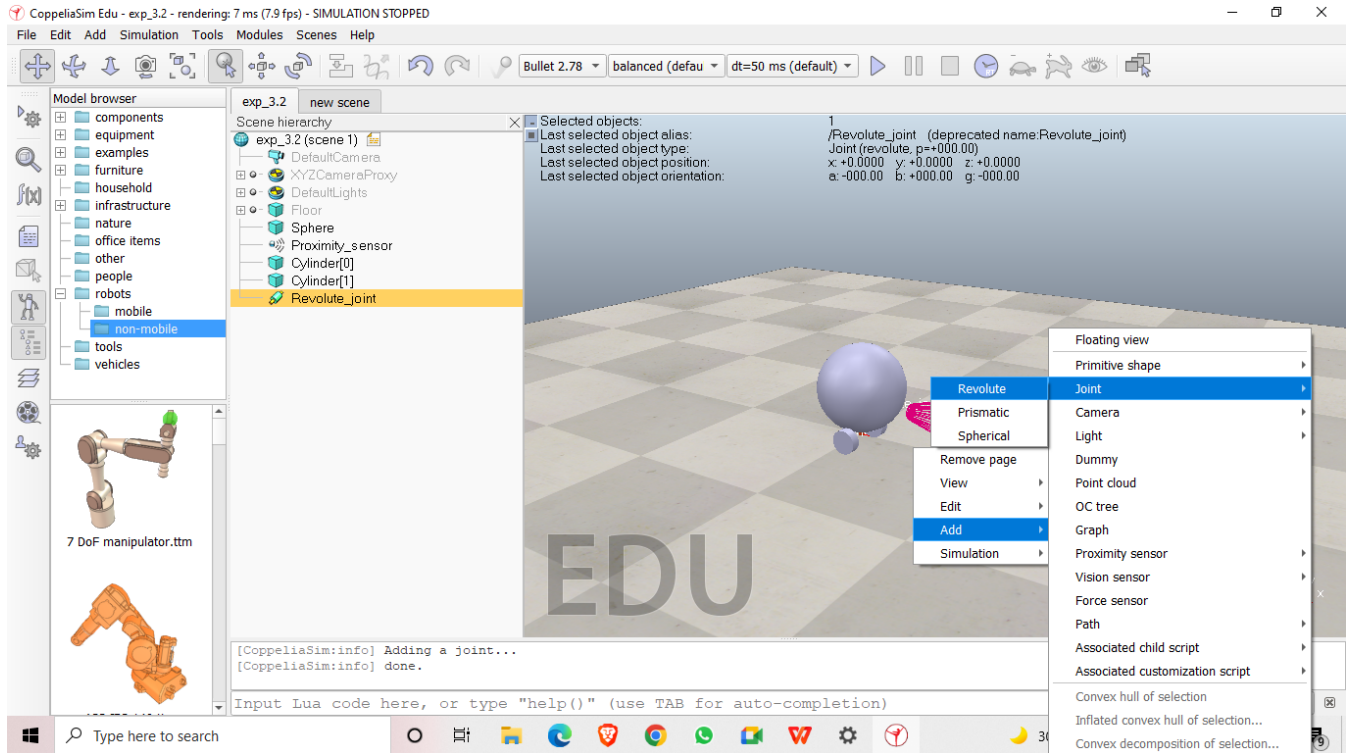 CoppeliaSim Edu - exp_3.2 - rendering: 7 ms (7.9 fps) - SIMULATION STOPPED
File Edit Add Simulation Tools Modules Scenes Help
Bullet 2.78 balanced (defau dt=50 ms (default)
Model browser
components
equipment
examples
furniture
household
infrastructure
nature
office items
other
people
robots
mobile
non-mobile
tools
vehicles
7 DoF manipulator.ttm
exp_3.2 new scene
Scene hierarchy
exp_3.2 (scene 1)
DefaultCamera
XYZCameraProxy
DefaultLights
Floor
Sphere
Proximity_sensor
Cylinder[0]
Cylinder[1]
Revolute_joint
Selected objects: 1
Last selected object alias: /Revolute_joint (deprecated name:Revolute_joint)
Last selected object type: Joint (revolute, p=+000.00)
Last selected object position: x: +0.0000 y: +0.0000 z: +0.0000
Last selected object orientation: a: -000.00 b: +000.00 g: -000.00
EDU
Revolute
Prismatic
Spherical
Remove page
View
Edit
Add
Simulation
Floating view
Primitive shape
Joint
Camera
Light
Dummy
Point cloud
OC tree
Graph
Proximity sensor
Vision sensor
Force sensor
Path
Associated child script
Associated customization script
Convex hull of selection
Inflated convex hull of selection...
Convex decomposition of selection...
[CoppeliaSim:info] Adding a joint...
[CoppeliaSim:info] done.
Input Lua code here, or type "help()" (use TAB for auto-completion)
Type here to search